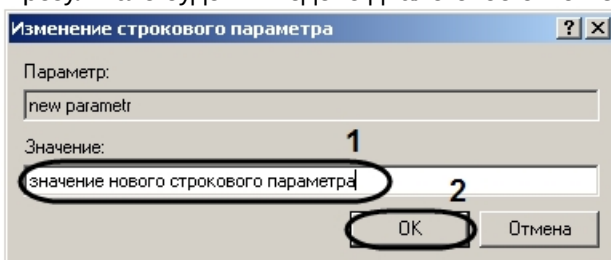 Изменение строкового параметра
Параметр:
new parametr
Значение:
1
значение нового строкового параметра
2
OK
Отмена